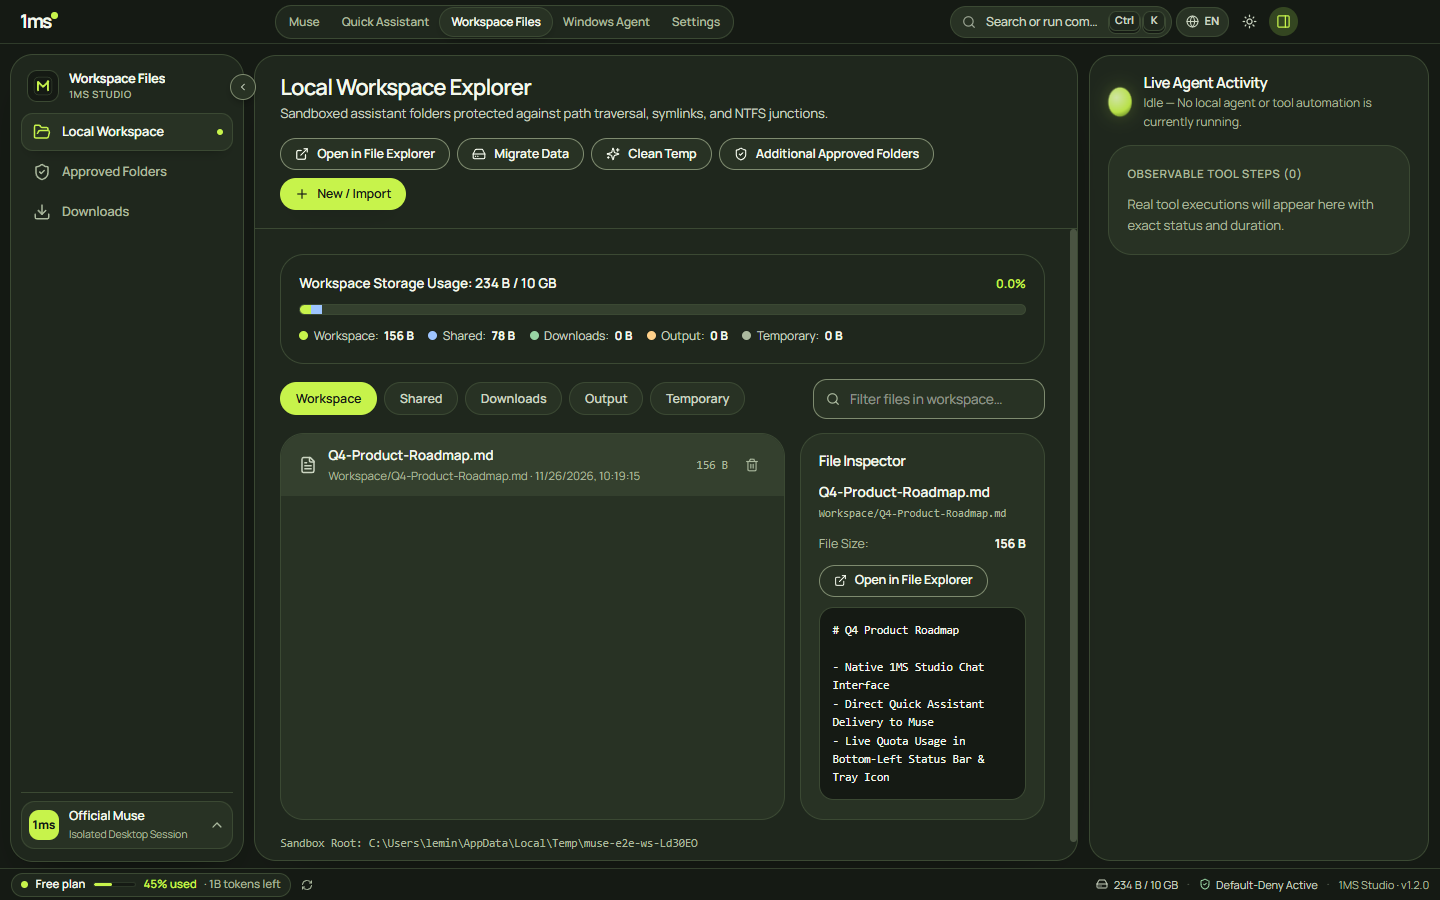 1ms
Muse
Quick Assistant
Workspace Files
Windows Agent
Settings
Search or run com...
Ctrl
K
EN
M
Workspace Files
1MS STUDIO
Local Workspace
Approved Folders
Downloads
1ms
Official Muse
Isolated Desktop Session
Local Workspace Explorer
Sandboxed assistant folders protected against path traversal, symlinks, and NTFS junctions.
Open in File Explorer
Migrate Data
Clean Temp
Additional Approved Folders
New / Import
Workspace Storage Usage: 234 B / 10 GB
0.0%
Workspace: 156 B
Shared: 78 B
Downloads: 0 B
Output: 0 B
Temporary: 0 B
Workspace
Shared
Downloads
Output
Temporary
Filter files in workspace...
Q4-Product-Roadmap.md
Workspace/Q4-Product-Roadmap.md · 11/26/2026, 10:19:15
156 B
File Inspector
Q4-Product-Roadmap.md
Workspace/Q4-Product-Roadmap.md
File Size:
156 B
Open in File Explorer
# Q4 Product Roadmap
- Native 1MS Studio Chat
Interface
- Direct Quick Assistant
Delivery to Muse
- Live Quota Usage in
Bottom-Left Status Bar &
Tray Icon
Sandbox Root: C:\Users\lemin\AppData\Local\Temp\muse-e2e-ws-Ld30EO
Live Agent Activity
Idle — No local agent or tool automation is
currently running.
OBSERVABLE TOOL STEPS (0)
Real tool executions will appear here with
exact status and duration.
Free plan
45% used
· 1B tokens left
234 B / 10 GB
Default-Deny Active
1MS Studio · v1.2.0